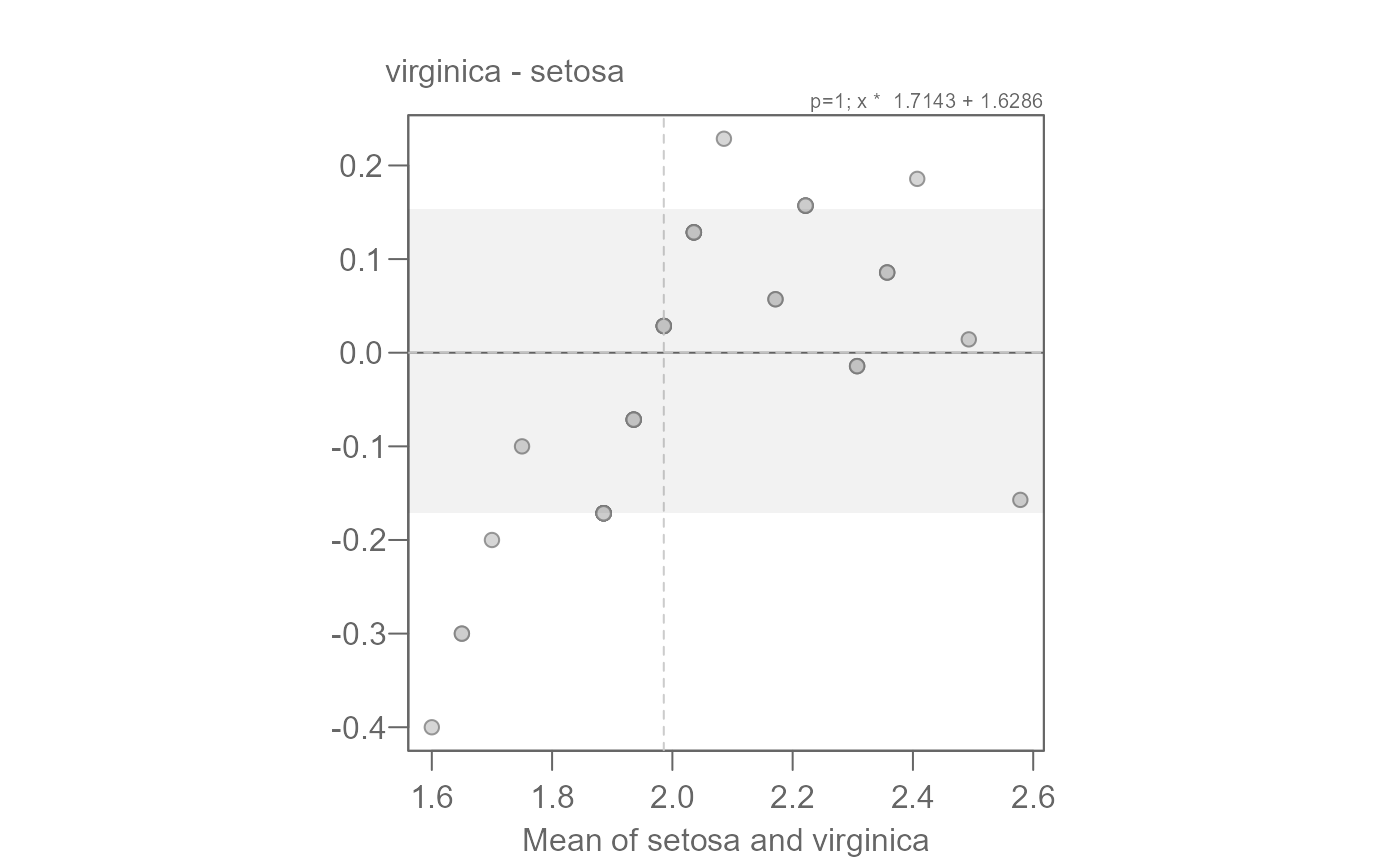 virginica - setosa
p=1; x *  1.7143 + 1.6286
0.2
0.1
0.0
-0.1
-0.2
-0.3
-0.4
1.6 1.8 2.0 2.2 2.4 2.6
Mean of setosa and virginica